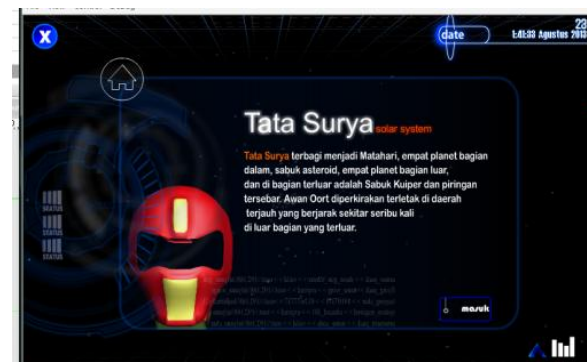 date
23
1:41:33 Agustus 2013
Tata Surya solar system
Tata Surya terbagi menjadi Matahari, empat planet bagian
dalam, sabuk asteroid, empat planet bagian luar,
dan di bagian terluar adalah Sabuk Kuiper dan piringan
tersebar. Awan Oort diperkirakan terletak di daerah
terjauh yang berjarak sekitar seribu kali
di luar bagian yang terluar.
STATUS
STATUS
STATUS
masuk